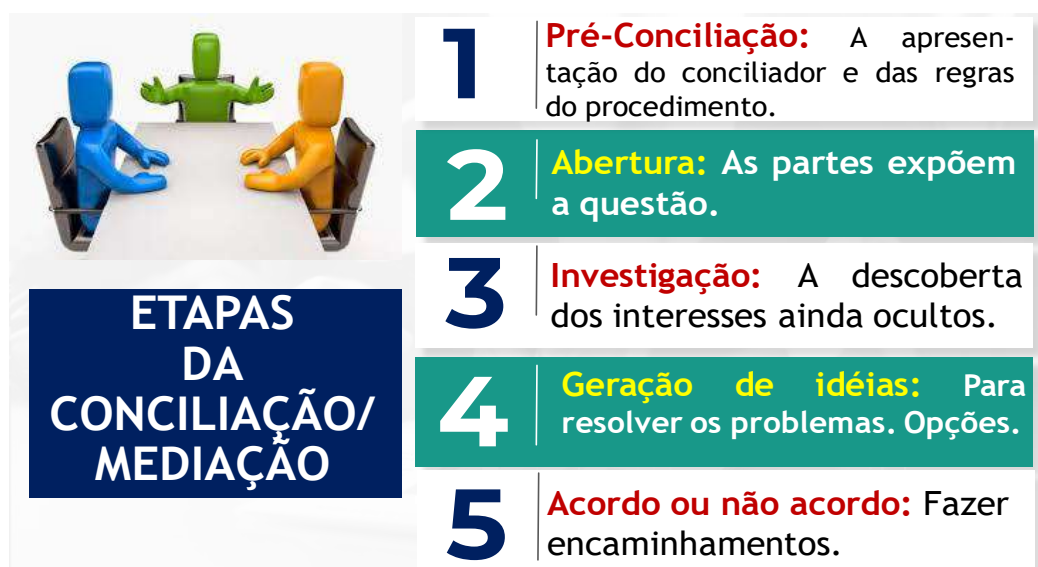 ETAPAS
DA
CONCILIAÇÃO/
MEDIAÇÃO
1
Pré-Conciliação: A apresen-
tação do conciliador e das regras
do procedimento.
2
Abertura: As partes expõem
a questão.
3
Investigação: A descoberta
dos interesses ainda ocultos.
4
Geração de idéias: Para
resolver os problemas. Opções.
5
Acordo ou não acordo: Fazer
encaminhamentos.